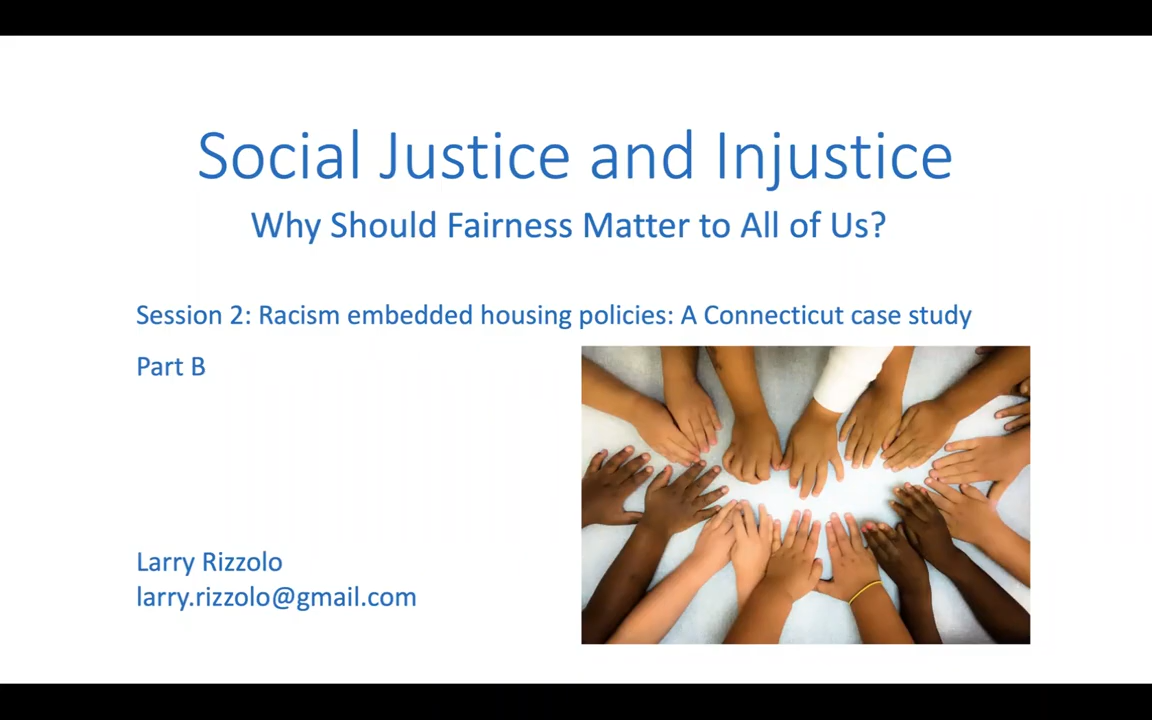 Social Justice and Injustice
Why Should Fairness Matter to All of Us?
Session 2: Racism embedded housing policies: A Connecticut case study
Part B
Larry Rizzolo
larry.rizzolo@gmail.com